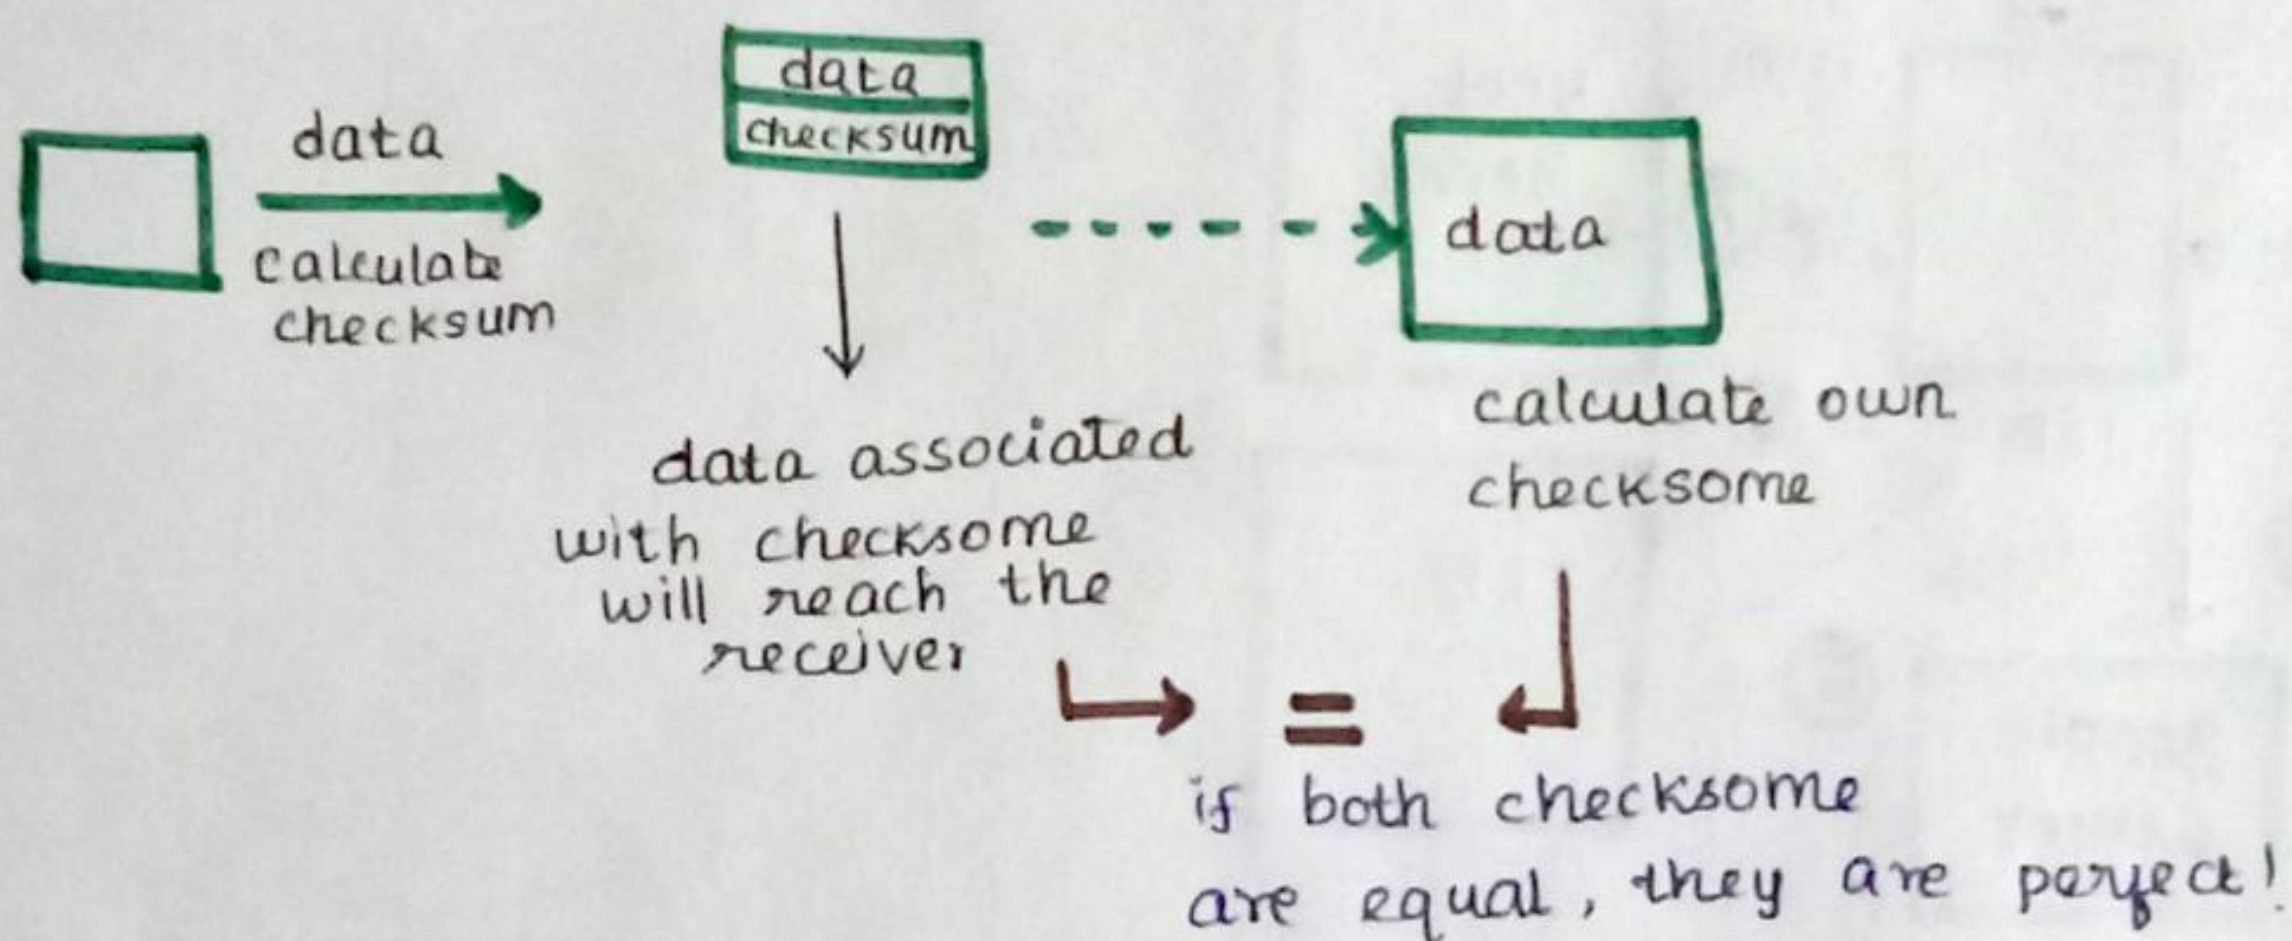 data
calculate
checksum
data
checksum
data associated
with checksome
will reach the
receiver
data
calculate own
checksome
=
if both checksome
are equal, they are perfect!